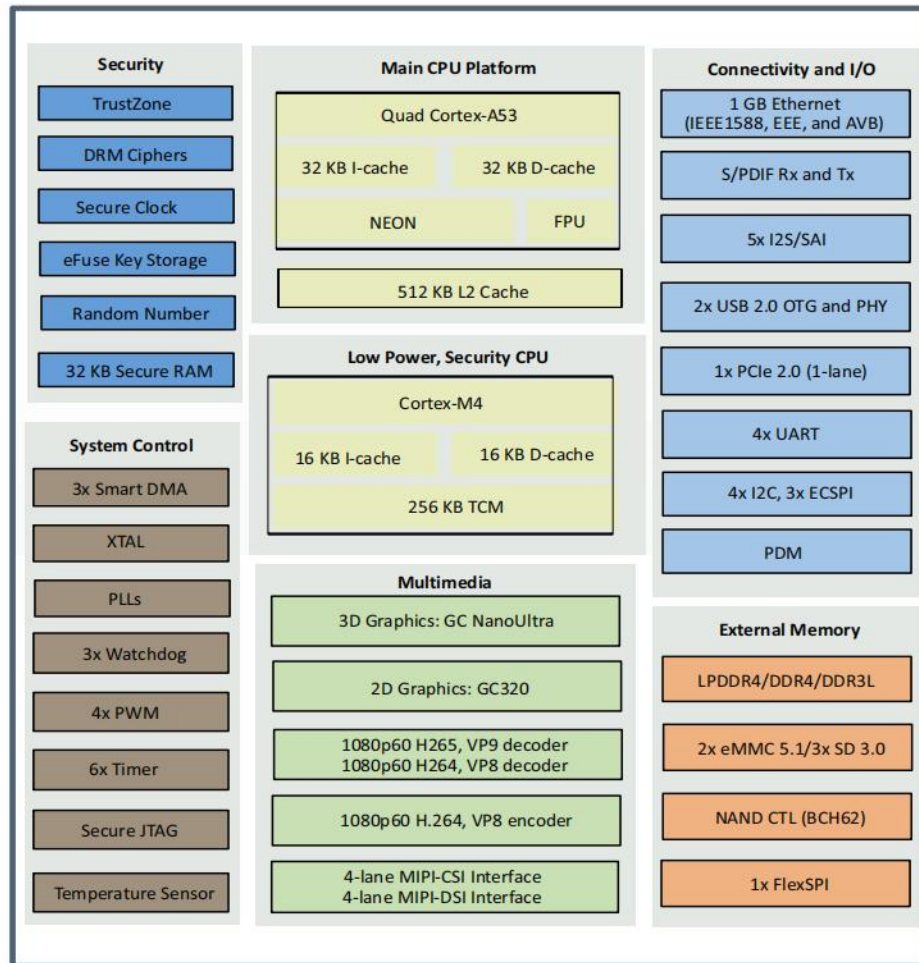 Security
TrustZone
DRM Ciphers
Secure Clock
eFuse Key Storage
Random Number
32 KB Secure RAM
System Control
3x Smart DMA
XTAL
PLLs
3x Watchdog
4x PWM
6x Timer
Secure JTAG
Temperature Sensor
Main CPU Platform
Quad Cortex-A53
32 KB I-cache
32 KB D-cache
NEON
FPU
512 KB L2 Cache
Low Power, Security CPU
Cortex-M4
16 KB I-cache
16 KB D-cache
256 KB TCM
Multimedia
3D Graphics: GC NanoUltra
2D Graphics: GC320
1080p60 H265, VP9 decoder
1080p60 H264, VP8 decoder
1080p60 H.264, VP8 encoder
4-lane MIPI-CSI Interface
4-lane MIPI-DSI Interface
Connectivity and I/O
1 GB Ethernet
(IEEE1588, EEE, and AVB)
S/PDIF Rx and Tx
5x I2S/SAI
2x USB 2.0 OTG and PHY
1x PCIe 2.0 (1-lane)
4x UART
4x I2C, 3x ECSPI
PDM
External Memory
LPDDR4/DDR4/DDR3L
2x eMMC 5.1/3x SD 3.0
NAND CTL (BCH62)
1x FlexSPI